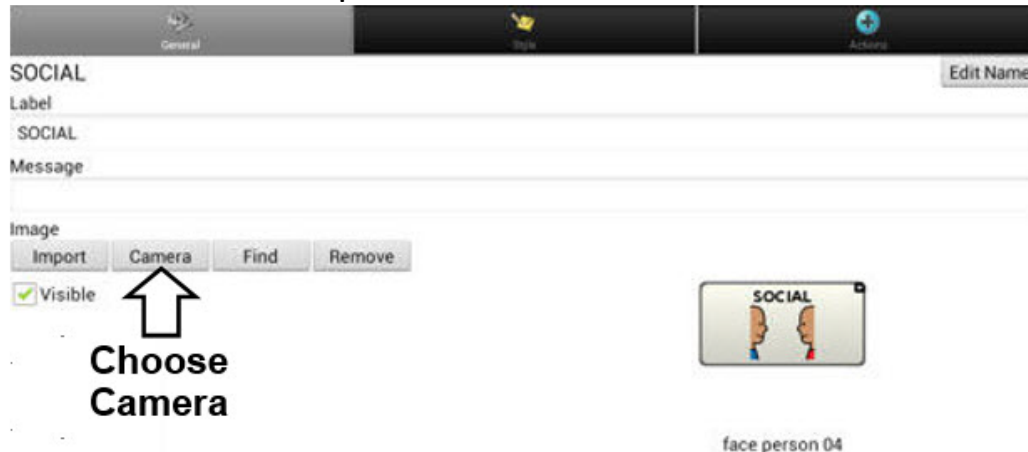 General Style Actions
SOCIAL Edit Name
Label
SOCIAL
Message
Image
Import Camera Find Remove
Visible
SOCIAL
Choose
Camera
face person 04